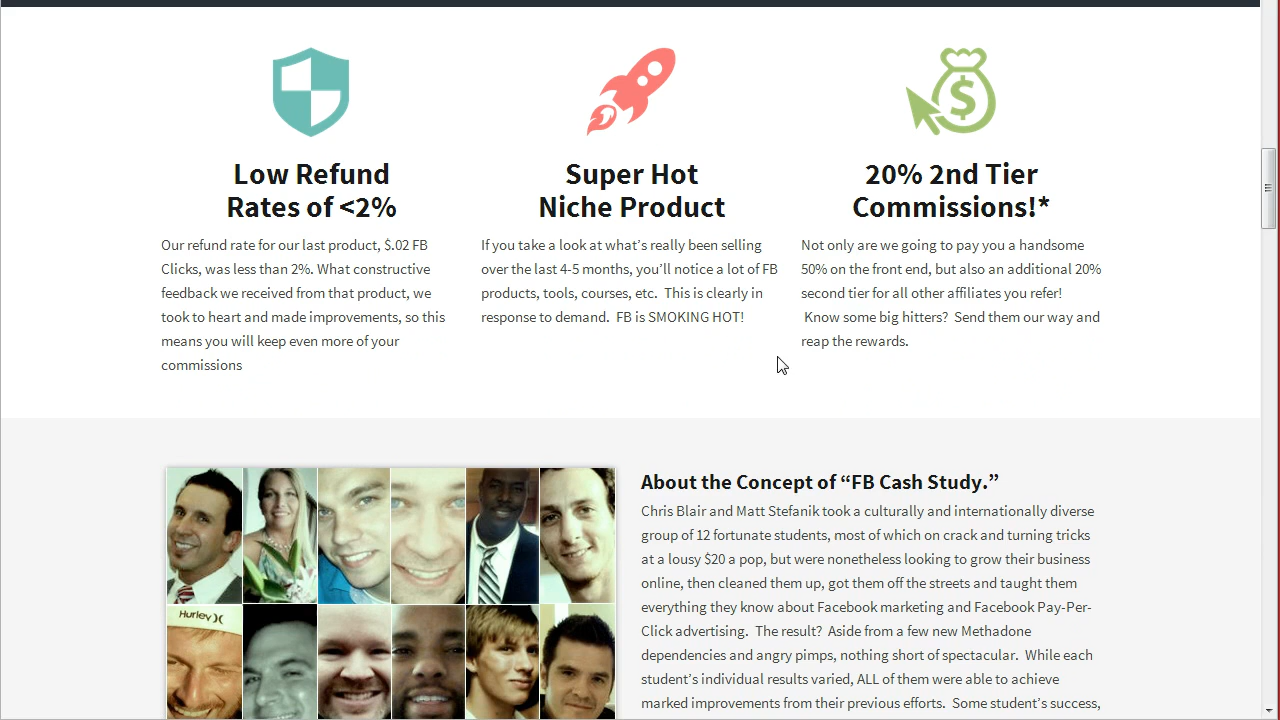 Low Refund
Rates of <2%
Our refund rate for our last product, $.02 FB
Clicks, was less than 2%. What constructive
feedback we received from that product, we
took to heart and made improvements, so this
means you will keep even more of your
commissions
Super Hot
Niche Product
If you take a look at what’s really been selling
over the last 4-5 months, you’ll notice a lot of FB
products, tools, courses, etc.  This is clearly in
response to demand.  FB is SMOKING HOT!
$
20% 2nd Tier
Commissions!*
Not only are we going to pay you a handsome
50% on the front end, but also an additional 20%
second tier for all other affiliates you refer!
Know some big hitters?  Send them our way and
reap the rewards.
Hurley
About the Concept of “FB Cash Study.”
Chris Blair and Matt Stefanik took a culturally and internationally diverse
group of 12 fortunate students, most of which on crack and turning tricks
at a lousy $20 a pop, but were nonetheless looking to grow their business
online, then cleaned them up, got them off the streets and taught them
everything they know about Facebook marketing and Facebook Pay-Per-
Click advertising.  The result?  Aside from a few new Methadone
dependencies and angry pimps, nothing short of spectacular.  While each
student’s individual results varied, ALL of them were able to achieve
marked improvements from their previous efforts.  Some student’s success,